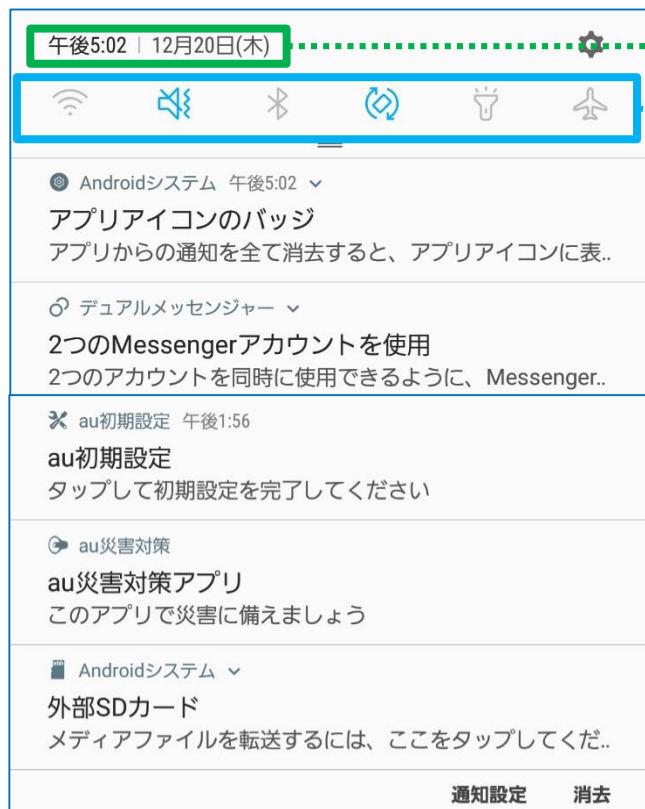 午後5:02 | 12月20日(木)
Androidシステム 午後5:02
アプリアイコンのバッジ
アプリからの通知を全て消去すると、アプリアイコンに表..
デュアルメッセンジャー
2つのMessengerアカウントを使用
2つのアカウントを同時に使用できるように、Messenger..
au初期設定 午後1:56
au初期設定
タップして初期設定を完了してください
au災害対策
au災害対策アプリ
このアプリで災害に備えましょう
Androidシステム
外部SDカード
メディアファイルを転送するには、ここをタップしてくだ..
通知設定 消去